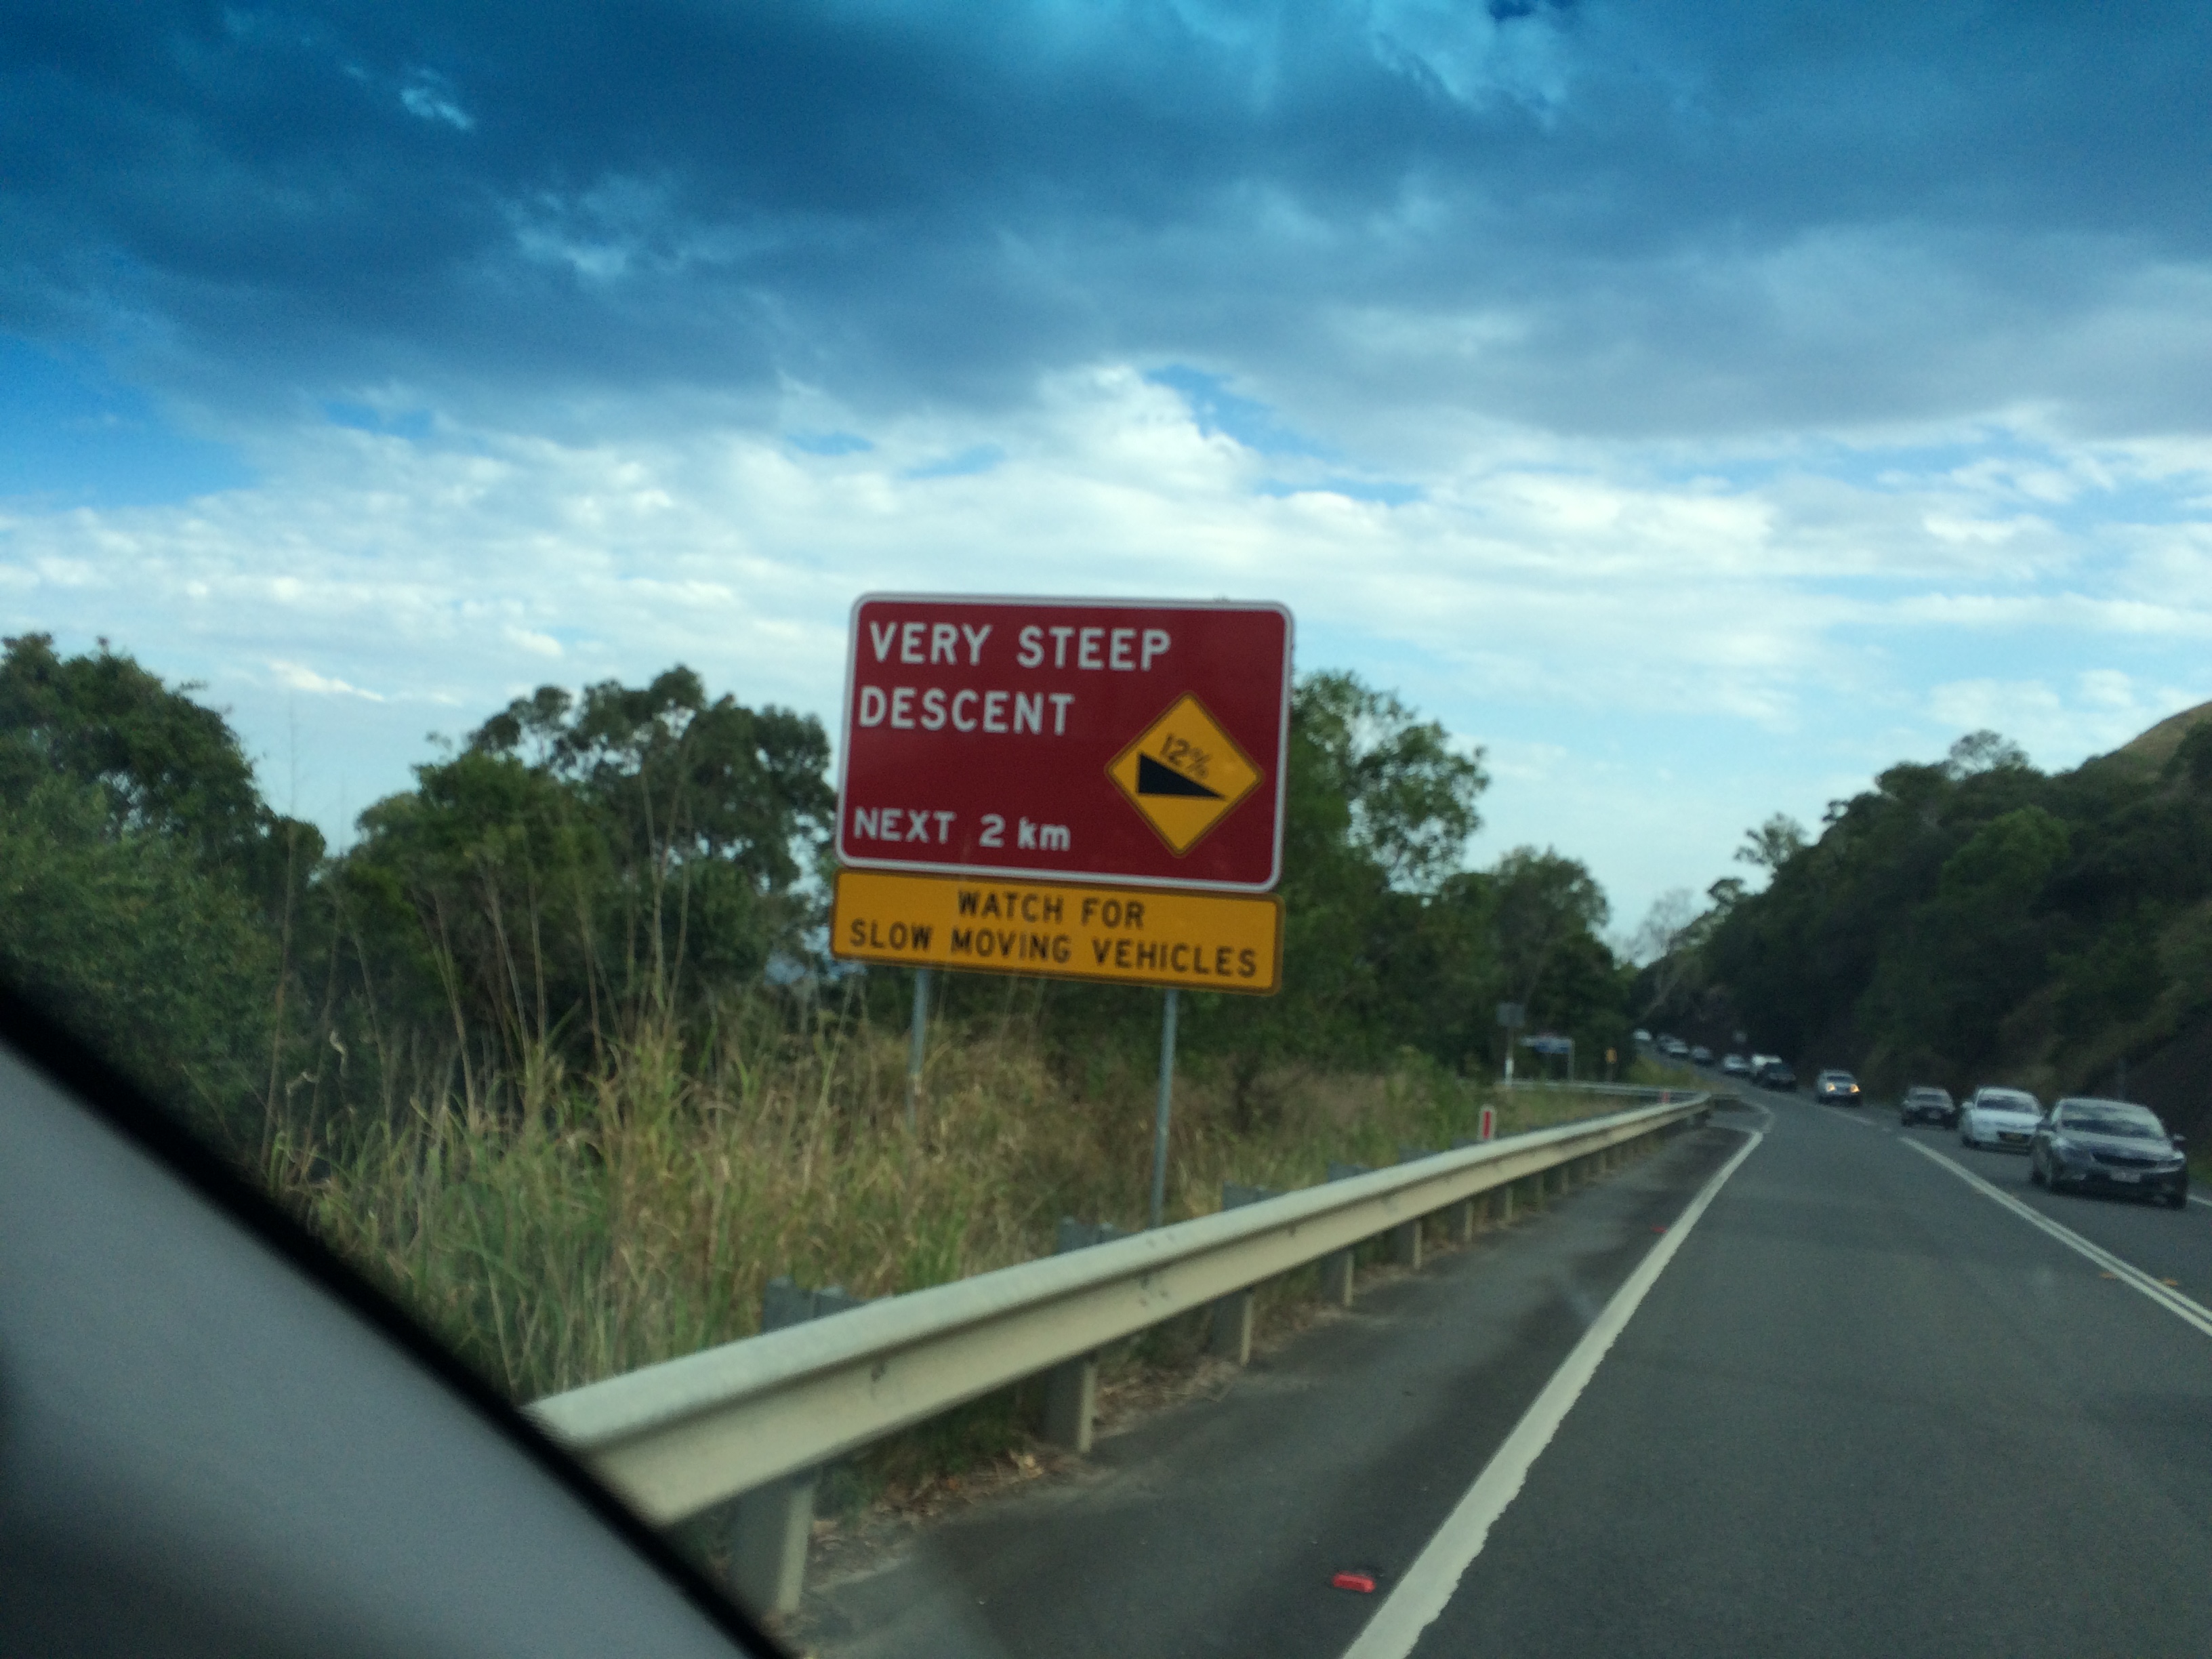 VERY STEEP
DESCENT
12%
NEXT 2 km
WATCH FOR
SLOW MOVING VEHICLES